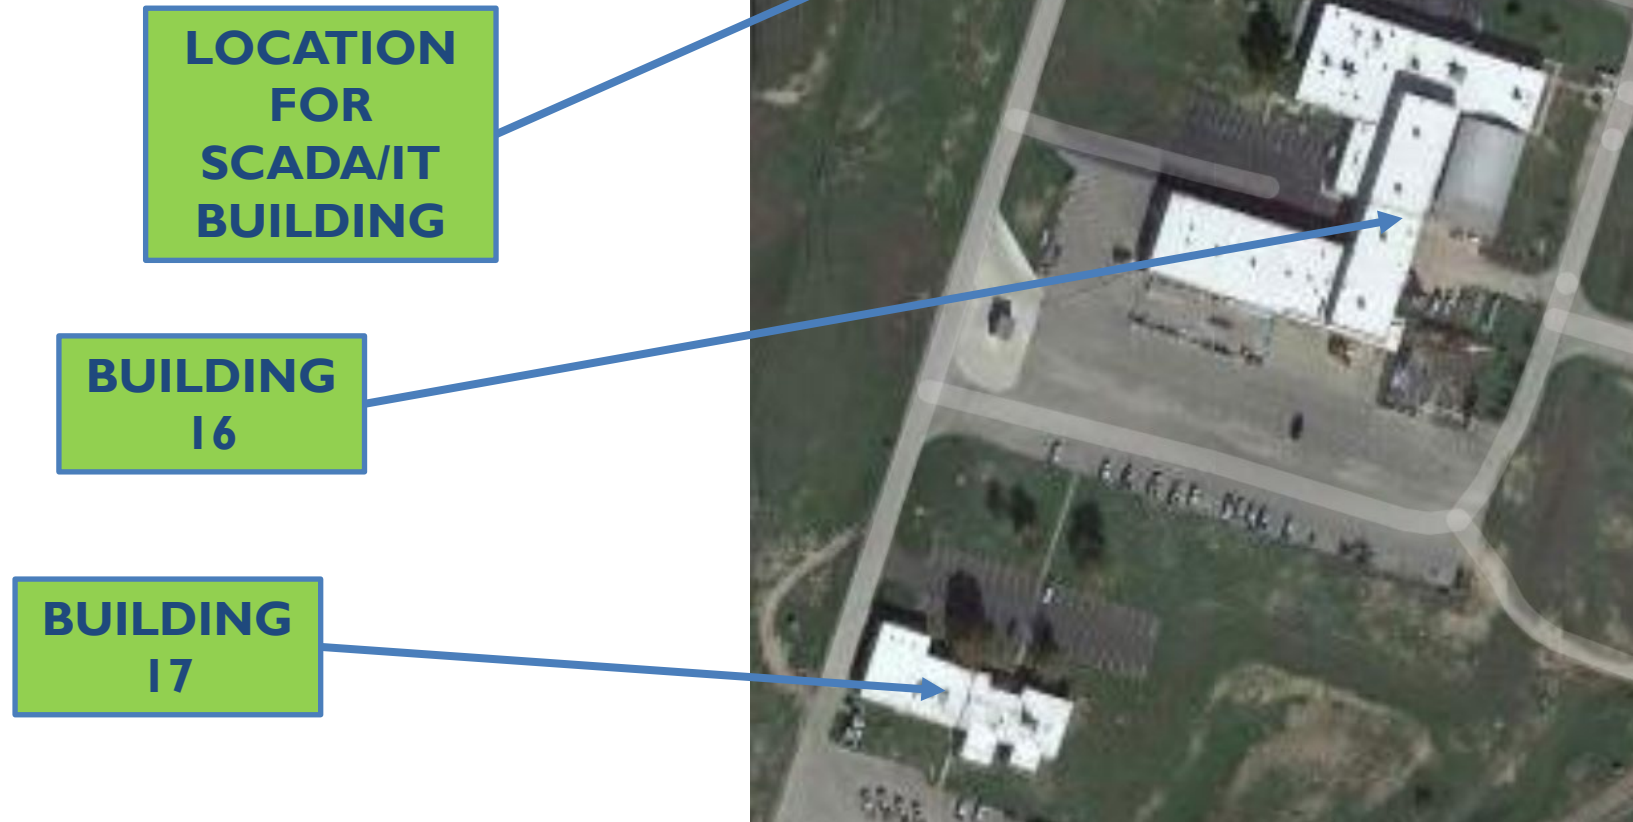 LOCATION
FOR
SCADA/IT
BUILDING
BUILDING
16
BUILDING
17